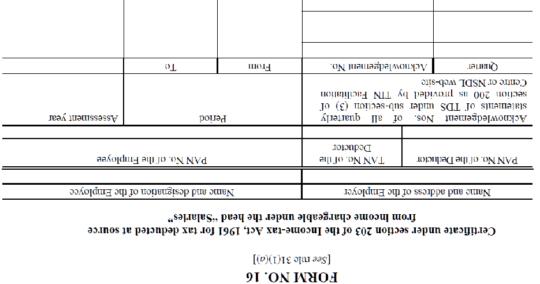 FORM NO. 16
[See rule 31(1)(a)]
Certificate under section 203 of the Income-tax Act, 1961 for tax deducted at source
from income chargeable under the head “Salaries”
Name and address of the Employer
Name and designation of the Employee
PAN No. of the Deductor
TAN No. of the
Deductor
PAN No. of the Employee
Acknowledgement Nos. of all quarterly
statements of TDS under sub-section (3) of
section 200 as provided by TIN Facilitation
Centre or NSDL web-site
Period
Assessment year
Quarter
Acknowledgement No.
From
To